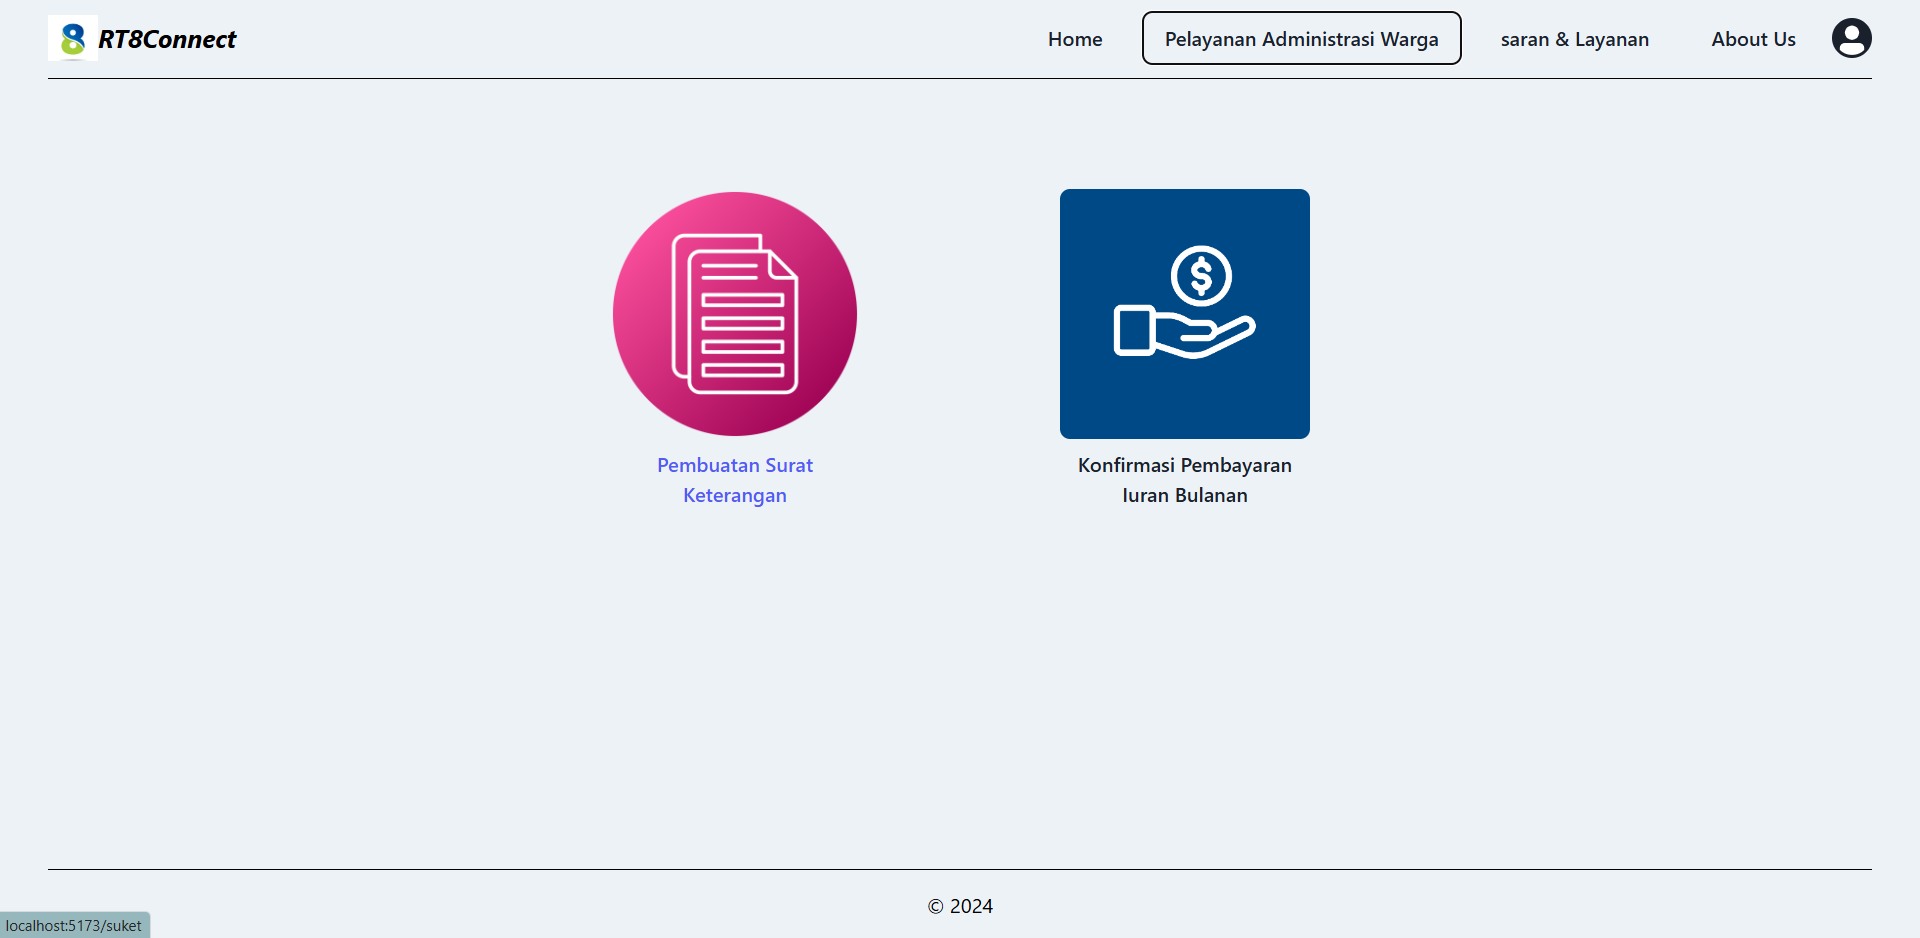 RT8Connect
Home
Pelayanan Administrasi Warga
saran & Layanan
About Us
$
Pembuatan Surat
Keterangan
Konfirmasi Pembayaran
Iuran Bulanan
© 2024
localhost:5173/suket